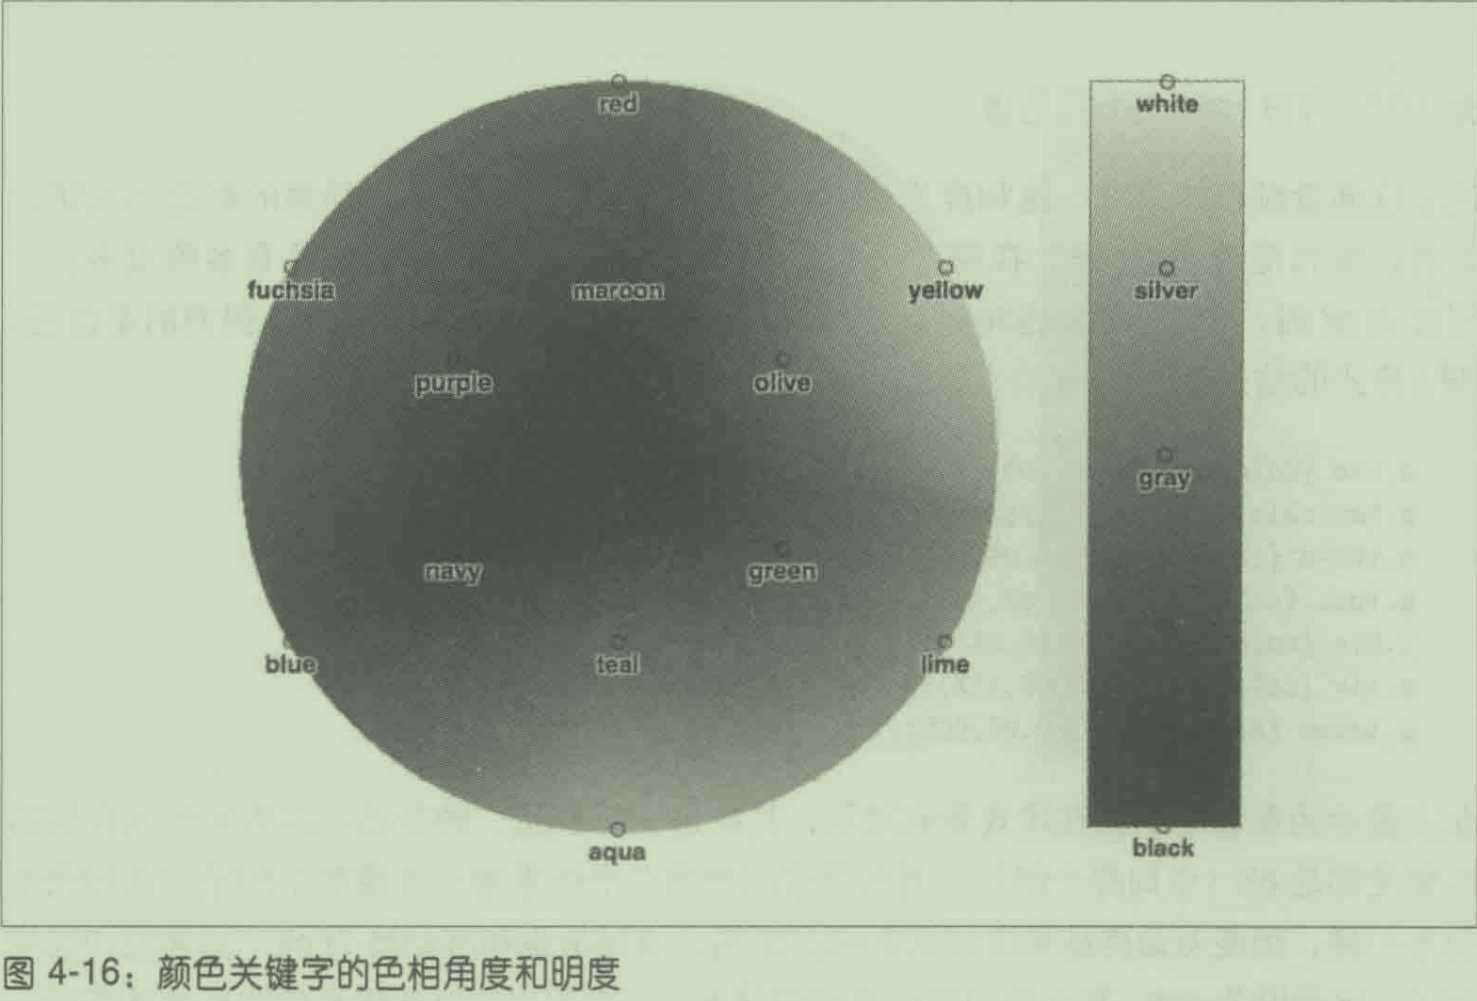 red
white
fuchsia
maroon
yellow
silver
purple
olive
gray
navy
green
blue
teal
lime
aqua
black
图 4-16：颜色关键字的色相角度和明度